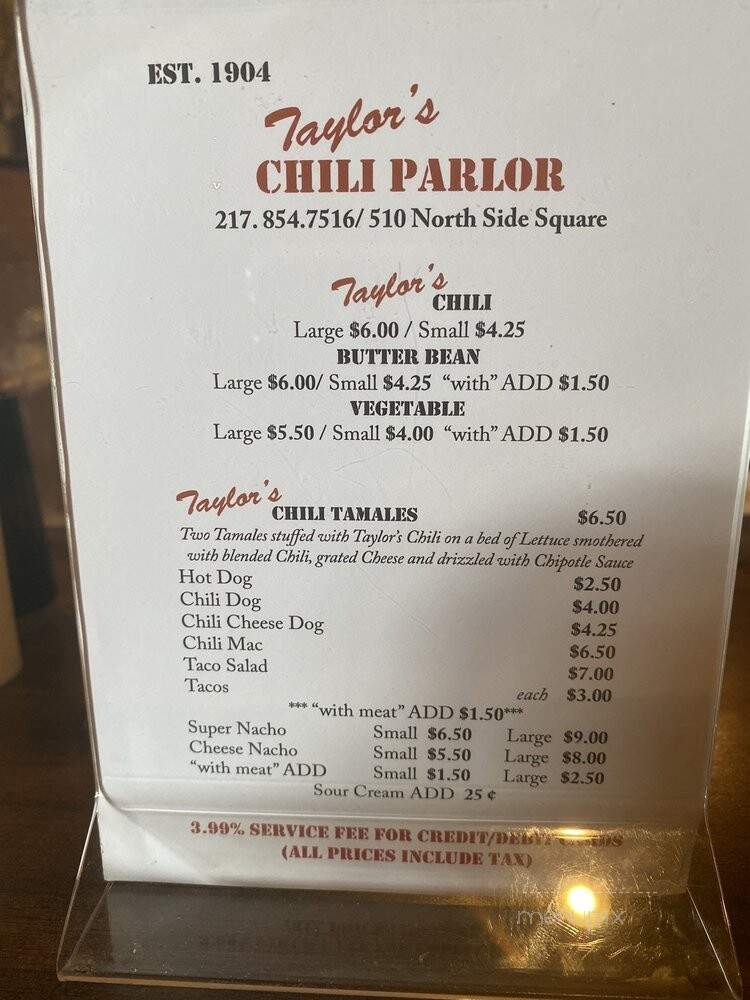 EST. 1904
Taylor's
CHILI PARLOR
217. 854.7516/ 510 North Side Square
Taylor's CHILI
Large $6.00 / Small $4.25
BUTTER BEAN
Large $6.00/ Small $4.25 "with" ADD $1.50
VEGETABLE
Large $5.50 / Small $4.00 "with" ADD $1.50
Taylor's CHILI TAMALES $6.50
Two Tamales stuffed with Taylor's Chili on a bed of Lettuce smothered
with blended Chili, grated Cheese and drizzled with Chipotle Sauce
Hot Dog $2.50
Chili Dog $4.00
Chili Cheese Dog $4.25
Chili Mac $6.50
Taco Salad $7.00
Tacos each $3.00
*** "with meat" ADD $1.50***
Super Nacho Small $6.50 Large $9.00
Cheese Nacho Small $5.50 Large $8.00
"with meat" ADD Small $1.50 Large $2.50
Sour Cream ADD 25 ¢
3.99% SERVICE FEE FOR CREDIT/DEBIT CARDS
(ALL PRICES INCLUDE TAX)